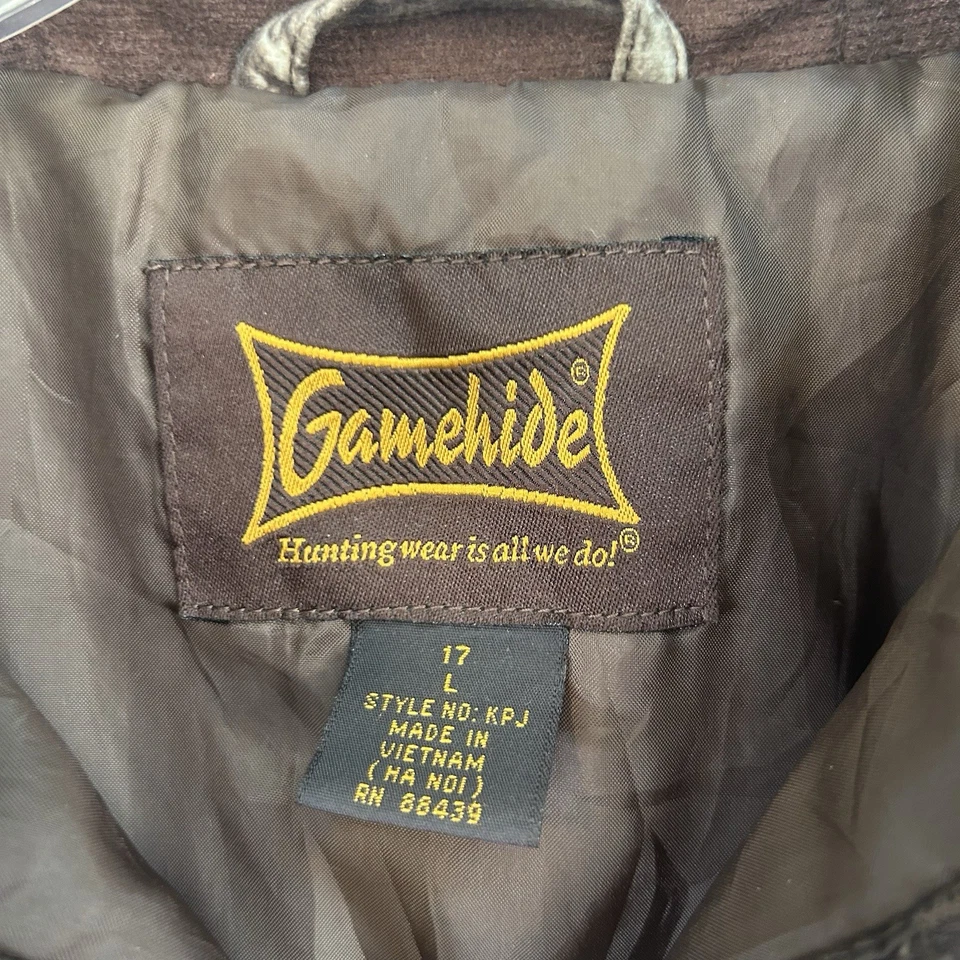 Gamehide®
Hunting wear is all we do!®
17
L
STYLE NO: KPJ
MADE IN
VIETNAM
(HA NOI)
RN 88439